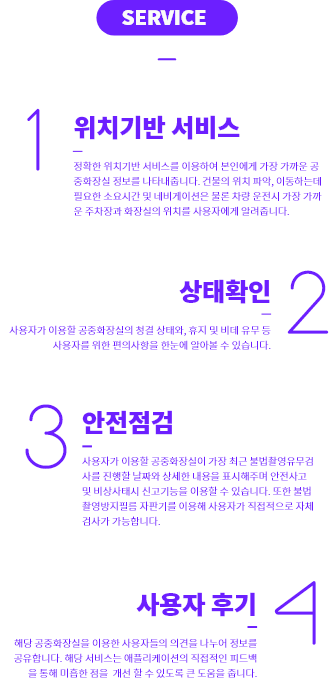 SERVICE
1
위치기반 서비스
정확한 위치기반 서비스를 이용하여 본인에게 가장 가까운 공
중화장실 정보를 나타내줍니다. 건물의 위치 파악, 이동하는데
필요한 소요시간 및 네비게이션은 물론 차량 운전시 가장 가까
운 주차장과 화장실의 위치를 사용자에게 알려줍니다.
상태확인
2
사용자가 이용할 공중화장실의 청결 상태와, 휴지 및 비데 유무 등
사용자를 위한 편의사항을 한눈에 알아볼 수 있습니다.
3
안전점검
사용자가 이용할 공중화장실이 가장 최근 불법촬영유무검
사를 진행할 날짜와 상세한 내용을 표시해주며 안전사고
및 비상사태시 신고기능을 이용할 수 있습니다. 또한 불법
촬영방지필름 자판기를 이용해 사용자가 직접적으로 자체
검사가 가능합니다.
사용자 후기
4
해당 공중화장실을 이용한 사용자들의 의견을 나누어 정보를
공유합니다. 해당 서비스는 애플리케이션의 직접적인 피드백
을 통해 미흡한 점을 개선 할 수 있도록 큰 도움을 줍니다.